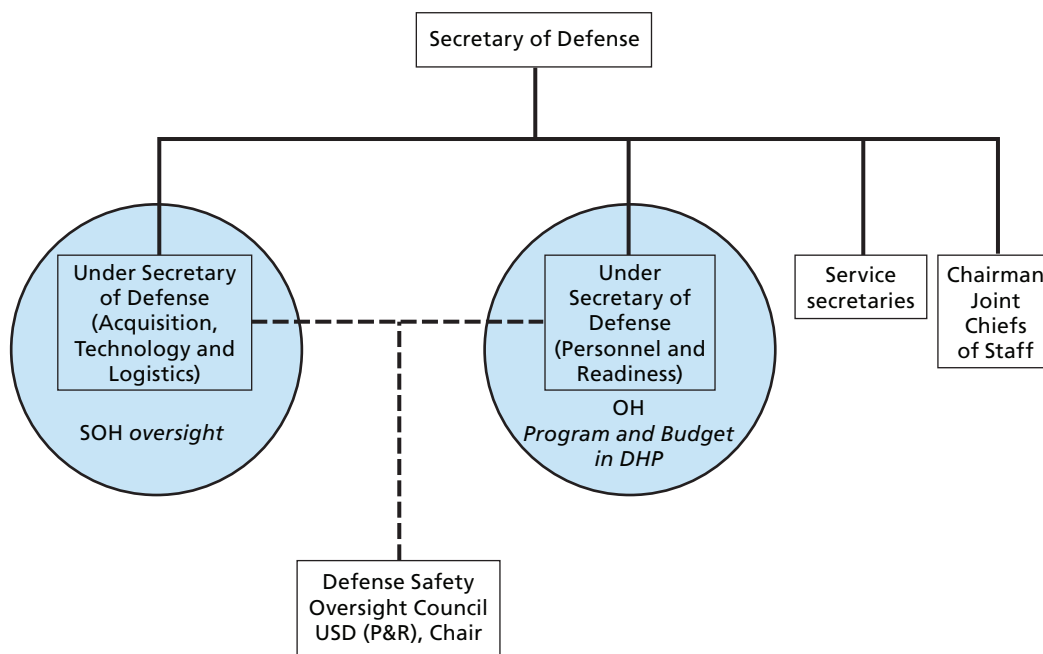 Secretary of Defense
Under Secretary
of Defense
(Acquisition,
Technology and
Logistics)
SOH oversight
Under
Secretary of
Defense
(Personnel and
Readiness)
OH
Program and Budget
in DHP
Service
secretaries
Chairman
Joint
Chiefs
of Staff
Defense Safety
Oversight Council
USD (P&R), Chair